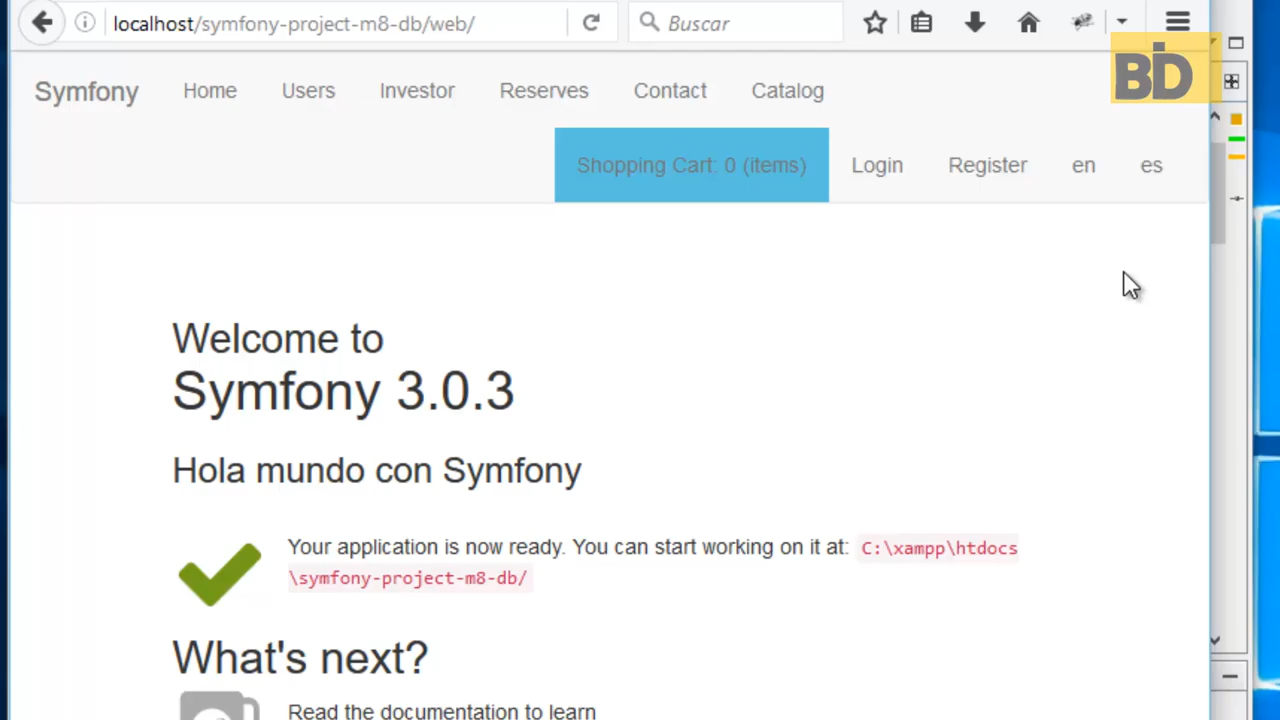 localhost/symfony-project-m8-db/web/
Buscar
BID
Symfony Home Users Investor Reserves Contact Catalog
Shopping Cart: 0 (items) Login Register en es
Welcome to
Symfony 3.0.3
Hola mundo con Symfony
Your application is now ready. You can start working on it at: C:\xampp\htdocs
\symfony-project-m8-db/
What's next?
Read the documentation to learn